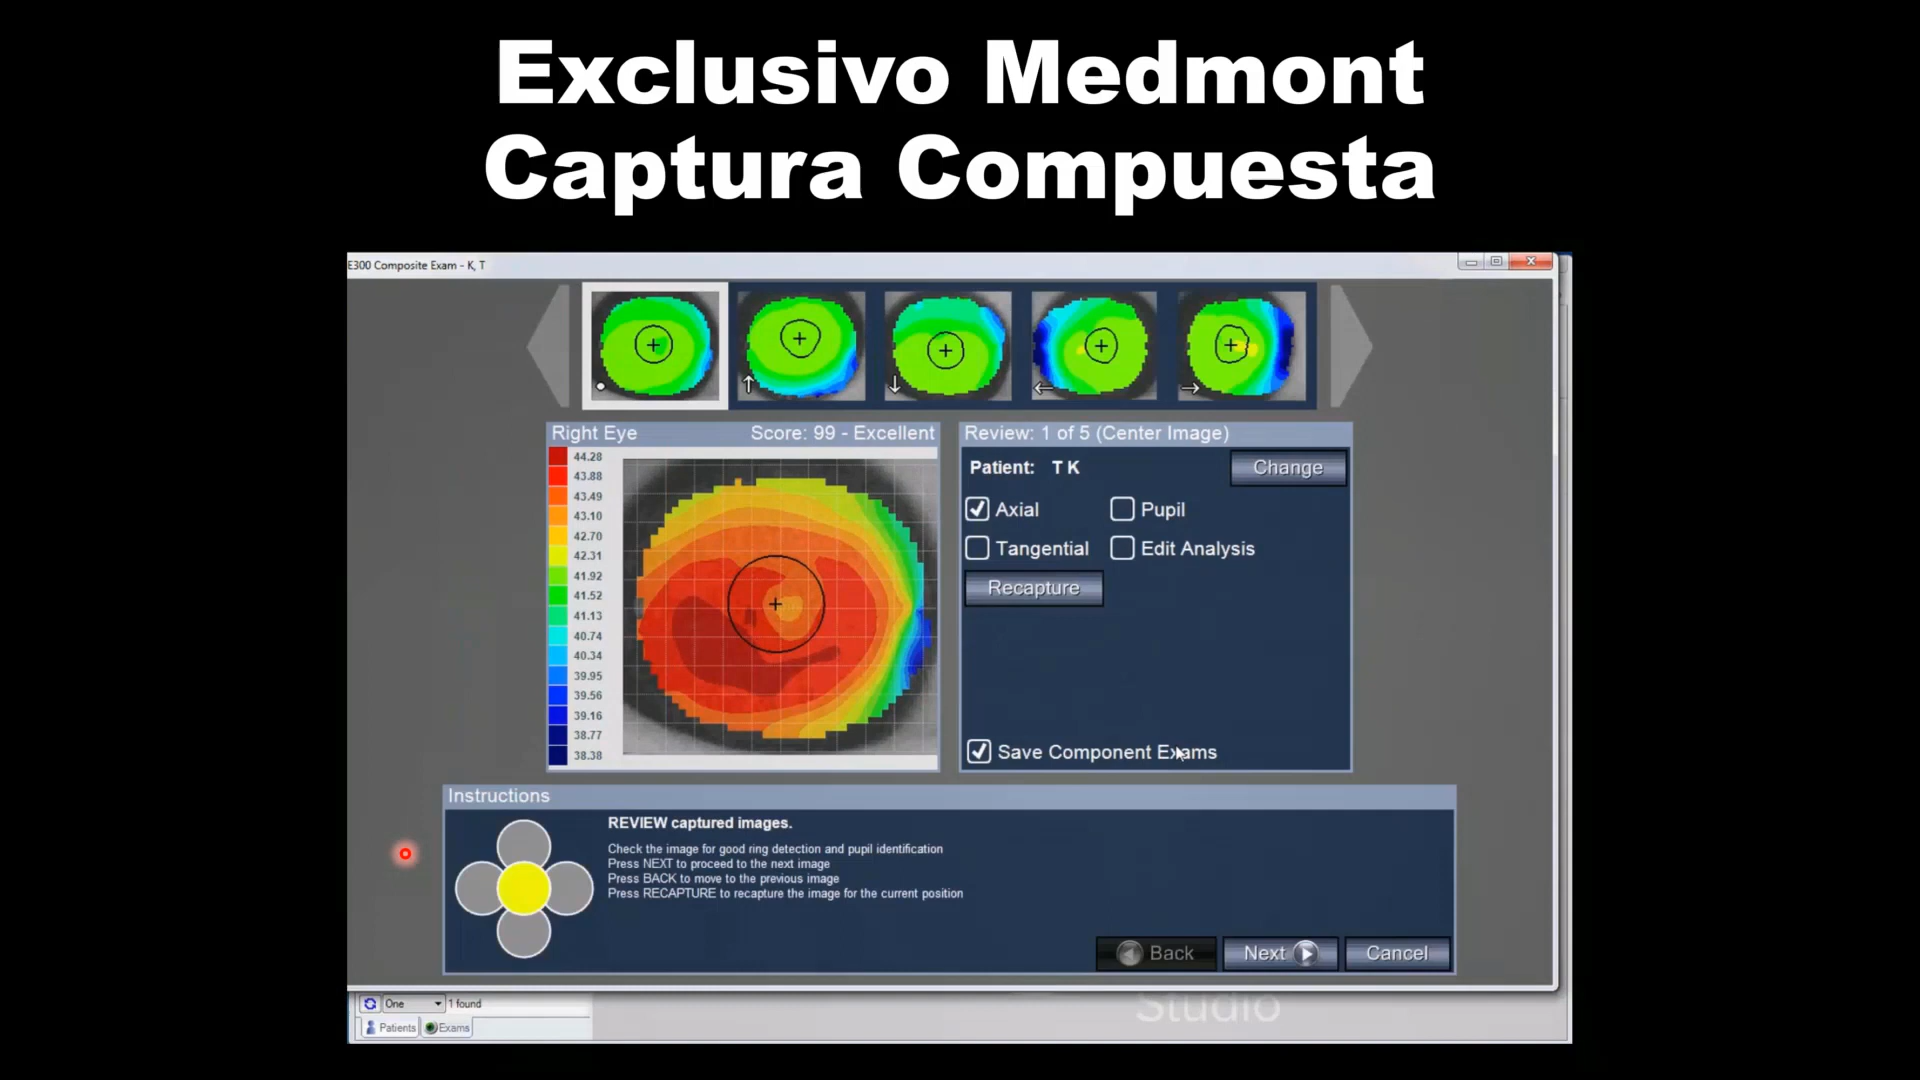 Exclusivo Medmont
Captura Compuesta
E300 Composite Exam - K, T
Right Eye
Score: 99 - Excellent
44.28
43.88
43.49
43.10
42.70
42.31
41.92
41.52
41.13
40.74
40.34
39.95
39.56
39.16
38.77
38.38
Review: 1 of 5 (Center Image)
Patient: T K
Change
Axial
Pupil
Tangential
Edit Analysis
Recapture
Save Component Exams
Instructions
REVIEW captured images.
Check the image for good ring detection and pupil identification
Press NEXT to proceed to the next image
Press BACK to move to the previous image
Press RECAPTURE to recapture the image for the current position
Back
Next
Cancel
One
1 found
Studio
Patients
Exams